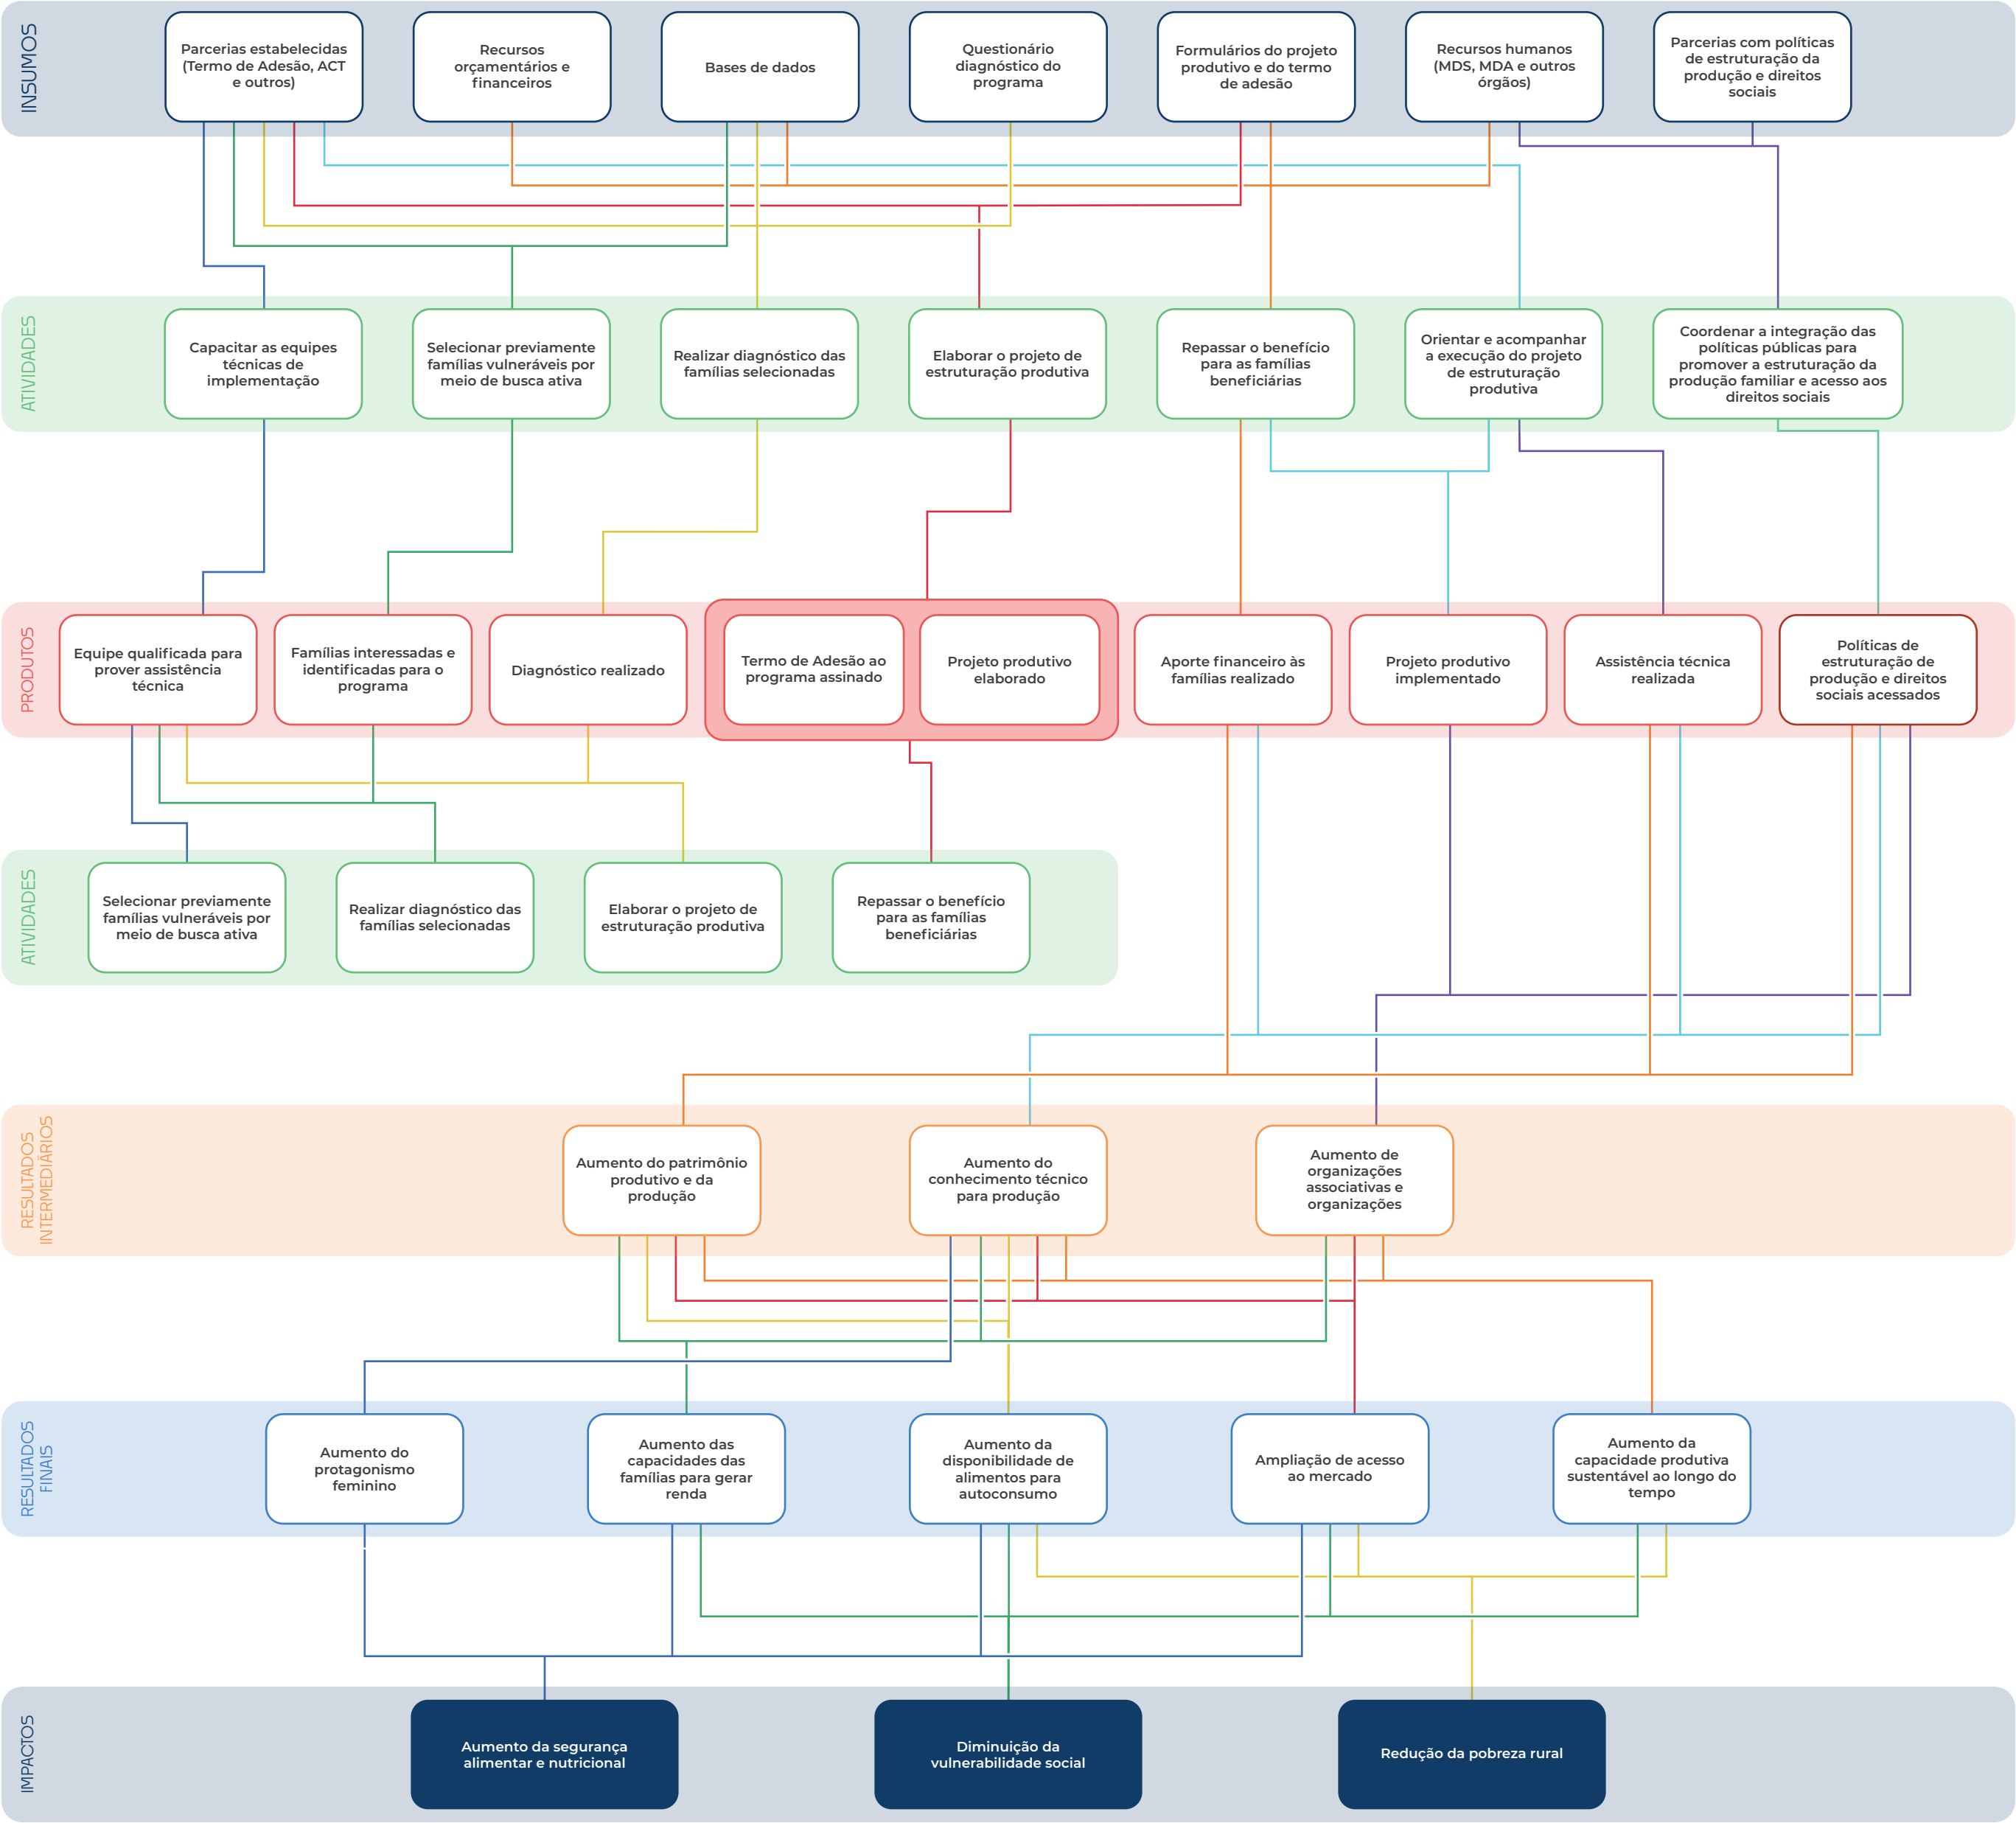 INSUMOS
Parcerias estabelecidas
(Termo de Adesão, ACT
e outros)
Recursos
orçamentários e
financeiros
Bases de dados
Questionário
diagnóstico do
programa
Formulários do projeto
produtivo e do termo
de adesão
Recursos humanos
(MDS, MDA e outros
órgãos)
Parcerias com políticas
de estruturação da
produção e direitos
sociais
ATIVIDADES
Capacitar as equipes
técnicas de
implementação
Selecionar previamente
famílias vulneráveis por
meio de busca ativa
Realizar diagnóstico das
famílias selecionadas
Elaborar o projeto de
estruturação produtiva
Repassar o benefício
para as famílias
beneficiárias
Orientar e acompanhar
a execução do projeto
de estruturação
produtiva
Coordenar a integração das
políticas públicas para
promover a estruturação da
produção familiar e acesso aos
direitos sociais
PRODUTOS
Equipe qualificada para
prover assistência
técnica
Famílias interessadas e
identificadas para o
programa
Diagnóstico realizado
Termo de Adesão ao
programa assinado
Projeto produtivo
elaborado
Aporte financeiro às
famílias realizado
Projeto produtivo
implementado
Assistência técnica
realizada
Políticas de
estruturação de
produção e direitos
sociais acessados
ATIVIDADES
Selecionar previamente
famílias vulneráveis por
meio de busca ativa
Realizar diagnóstico das
famílias selecionadas
Elaborar o projeto de
estruturação produtiva
Repassar o benefício
para as famílias
beneficiárias
RESULTADOS
INTERMEDIÁRIOS
Aumento do patrimônio
produtivo e da
produção
Aumento do
conhecimento técnico
para produção
Aumento de
organizações
associativas e
organizações
RESULTADOS
FINAIS
Aumento do
protagonismo
feminino
Aumento das
capacidades das
famílias para gerar
renda
Aumento da
disponibilidade de
alimentos para
autoconsumo
Ampliação de acesso
ao mercado
Aumento da
capacidade produtiva
sustentável ao longo do
tempo
IMPACTOS
Aumento da segurança
alimentar e nutricional
Diminuição da
vulnerabilidade social
Redução da pobreza rural